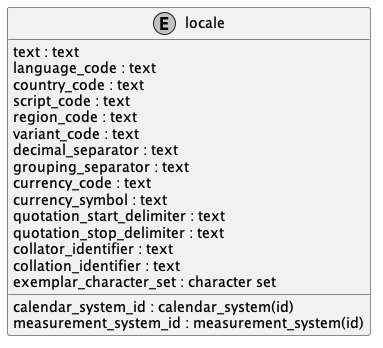 E locale
text : text
language_code : text
country_code : text
script_code : text
region_code : text
variant_code : text
decimal_separator : text
grouping_separator : text
currency_code : text
currency_symbol : text
quotation_start_delimiter : text
quotation_stop_delimiter : text
collator_identifier : text
collation_identifier : text
exemplar_character_set : character set
calendar_system_id : calendar_system(id)
measurement_system_id : measurement_system(id)